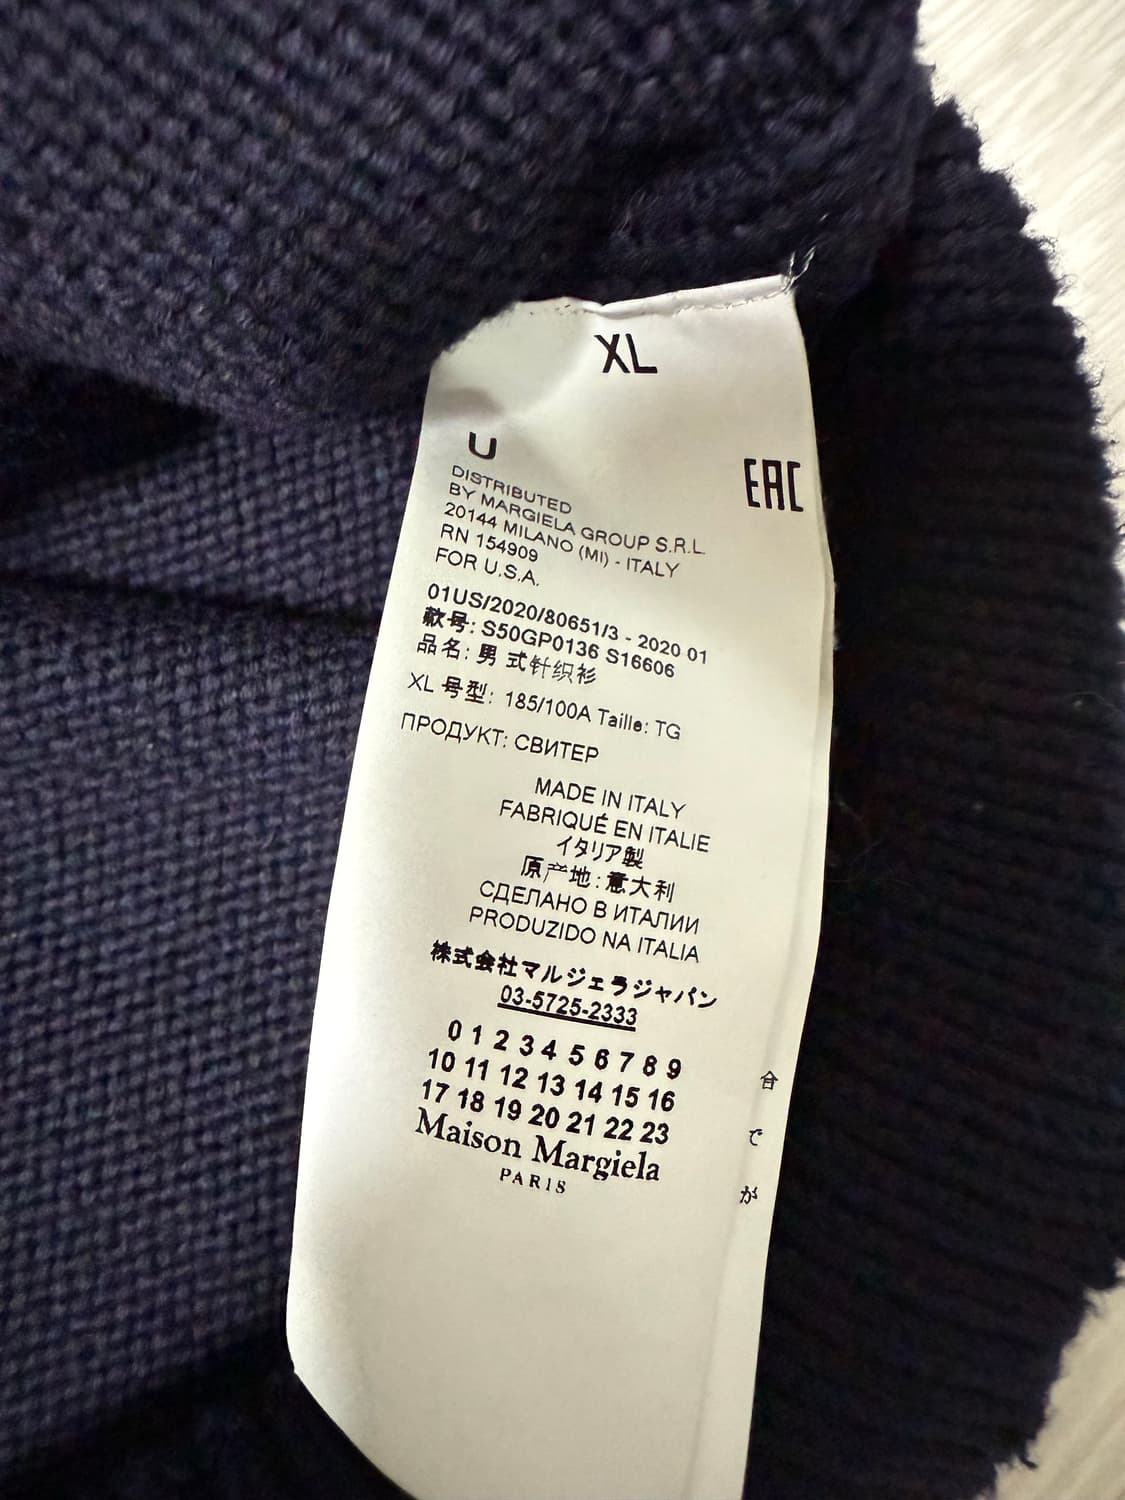 XL
U
EAC
DISTRIBUTED
BY MARGIELA GROUP S.R.L.
20144 MILANO (MI) - ITALY
RN 154909
FOR U.S.A.
01US/2020/80651/3 - 2020 01
款号: S50GP0136 S16606
品名: 男 式针织衫
XL 号型: 185/100A Taille: TG
ПРОДУКТ: СВИТЕР
MADE IN ITALY
FABRIQUÉ EN ITALIE
イタリア製
原产地: 意大利
СДЕЛАНО В ИТАЛИИ
PRODUZIDO NA ITALIA
株式会社マルジェラジャパン
03-5725-2333
0 1 2 3 4 5 6 7 8 9
10 11 12 13 14 15 16
17 18 19 20 21 22 23
Maison Margiela
PARIS
合
で
が